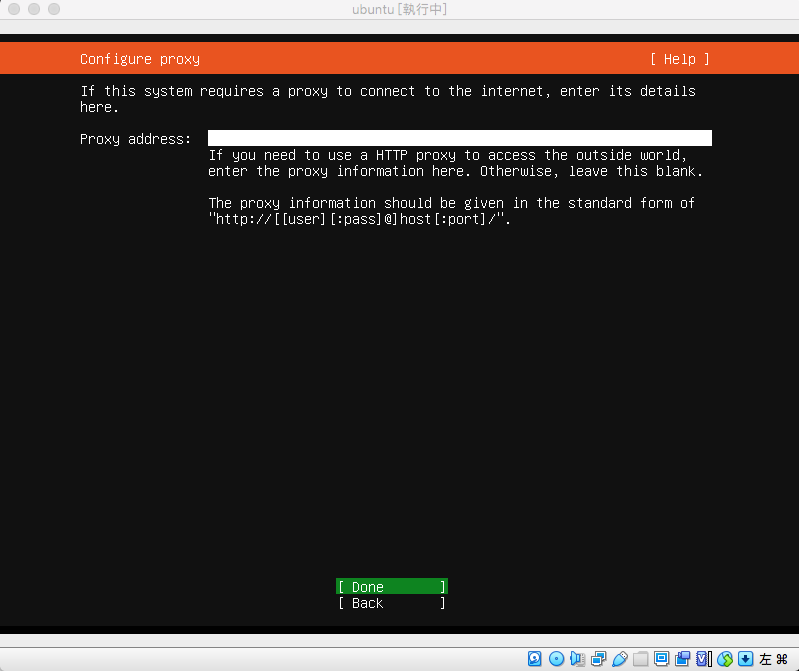 ubuntu [執行中]
Configure proxy [ Help ]
If this system requires a proxy to connect to the internet, enter its details
here.
Proxy address:
If you need to use a HTTP proxy to access the outside world,
enter the proxy information here. Otherwise, leave this blank.
The proxy information should be given in the standard form of
"http://[[user][:pass]@]host[:port]/".
[ Done ]
[ Back ]
左 ⌘